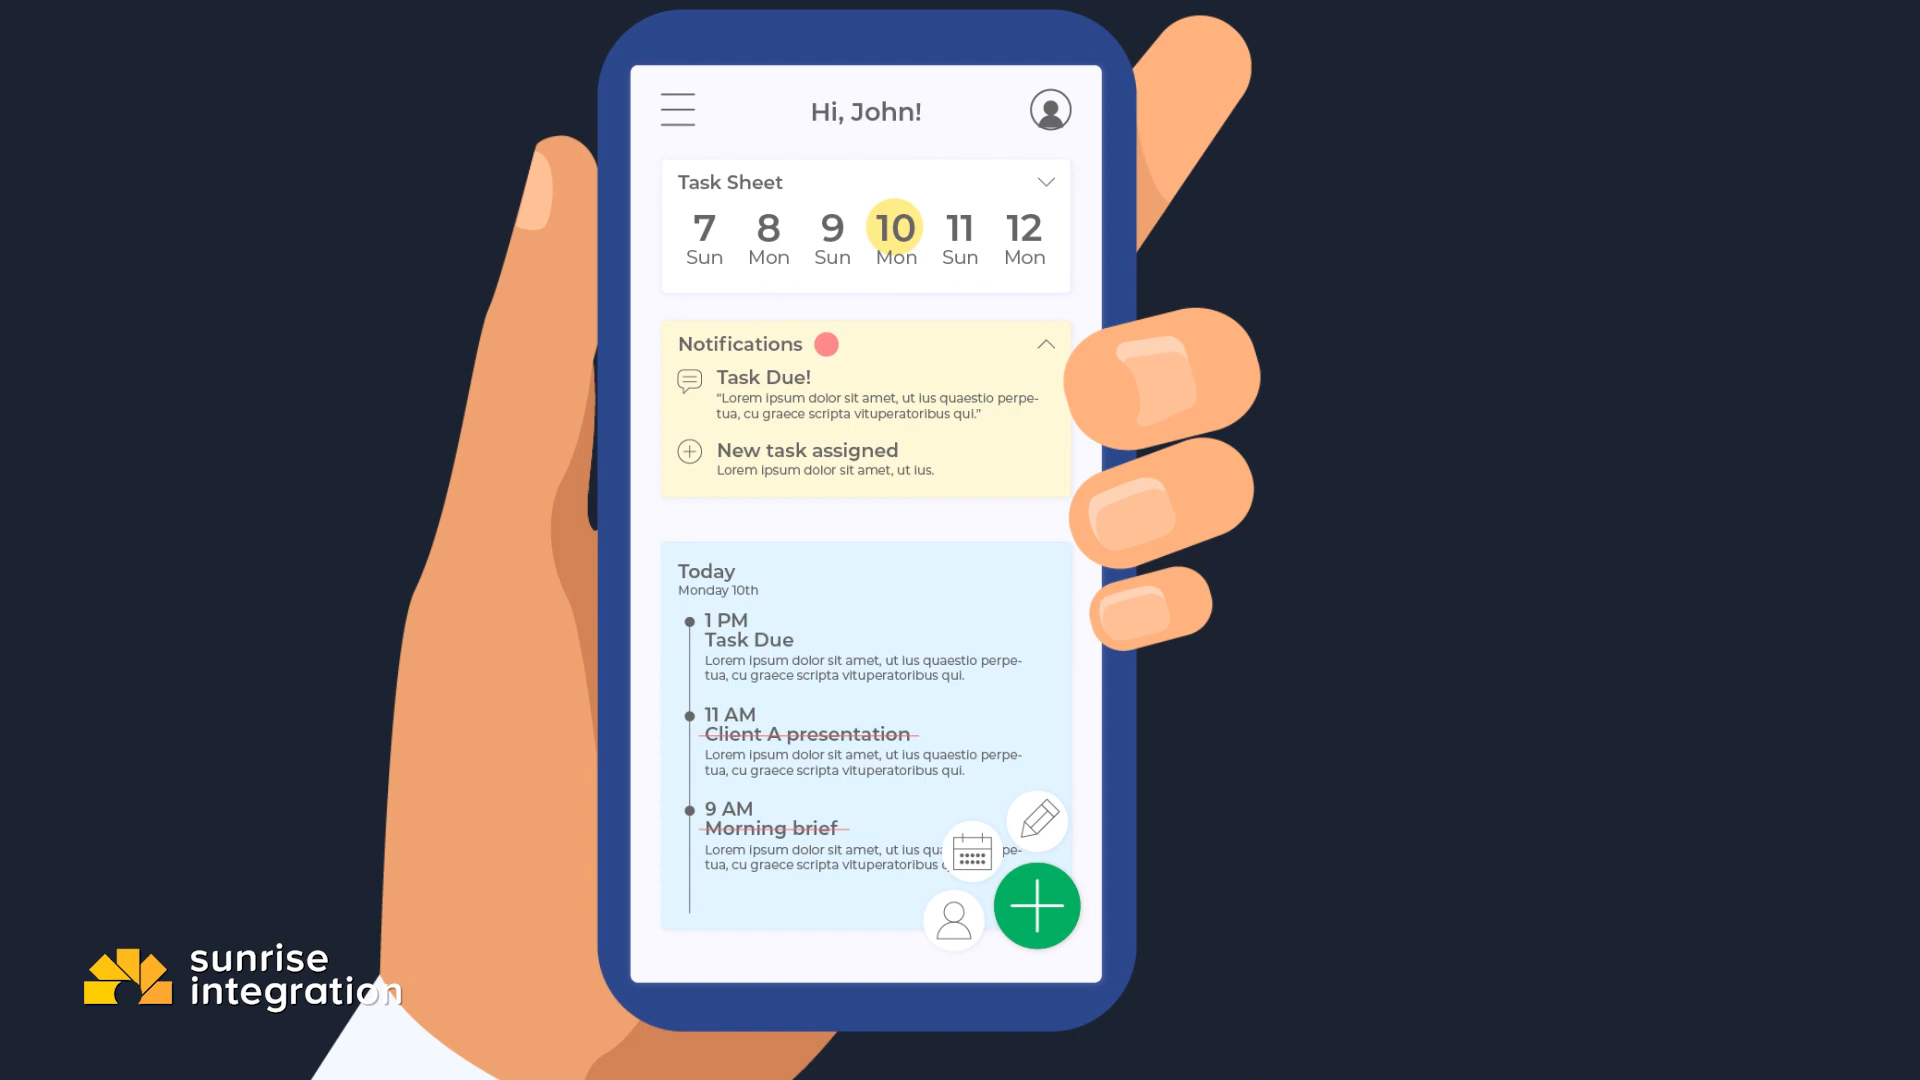 Hi, John!
Task Sheet
7 8 9 10 11 12
Sun Mon Sun Mon Sun Mon
Notifications
Task Due!
“Lorem ipsum dolor sit amet, ut ius quaestio perpe-
tua, cu graece scripta vituperatoribus qui.”
New task assigned
Lorem ipsum dolor sit amet, ut ius.
Today
Monday 10th
1 PM
Task Due
Lorem ipsum dolor sit amet, ut ius quaestio perpe-
tua, cu graece scripta vituperatoribus qui.
11 AM
Client A presentation
Lorem ipsum dolor sit amet, ut ius quaestio perpe-
tua, cu graece scripta vituperatoribus qui.
9 AM
Morning brief
Lorem ipsum dolor sit amet, ut ius
tua, cu graece scripta vituperatoribus
sunrise
integration